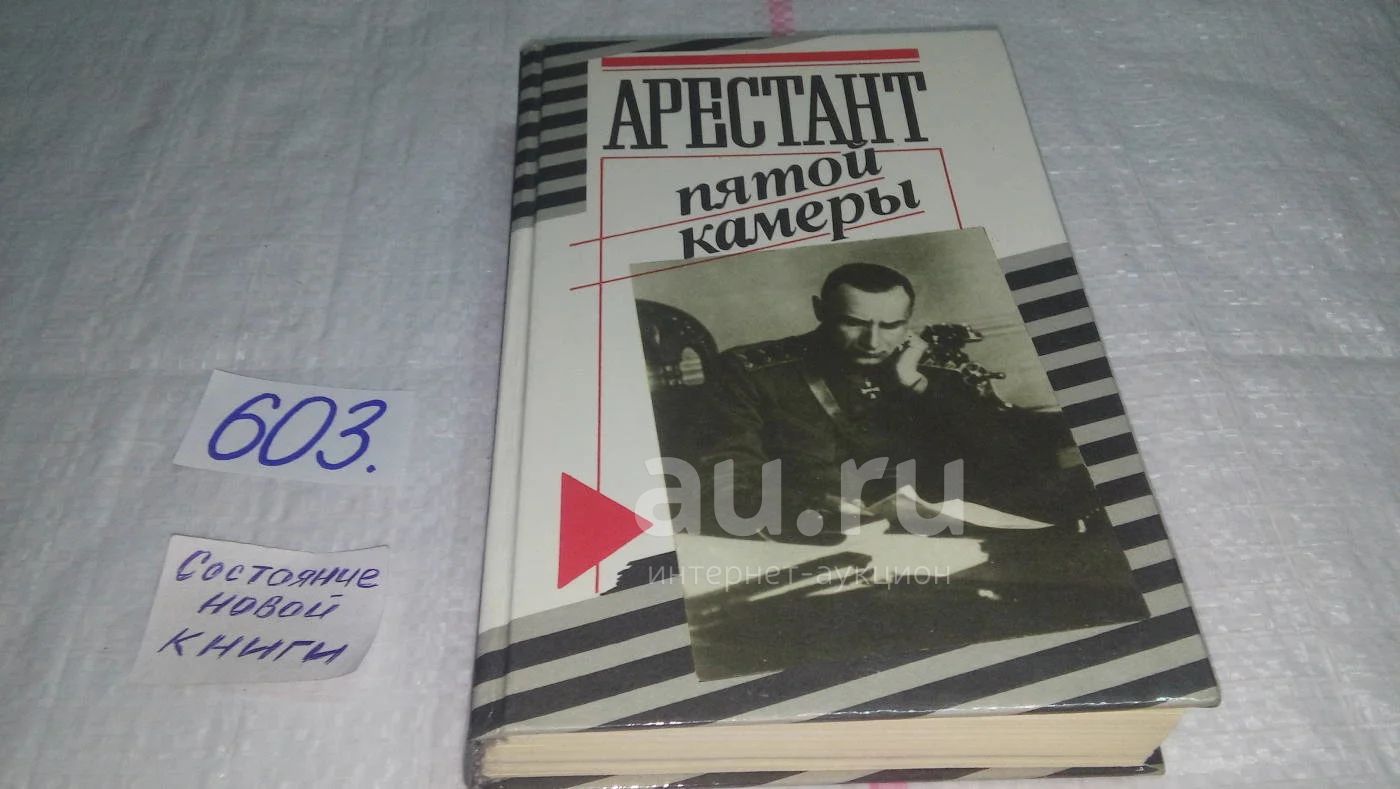 АРЕСТАНТ
пятой
камеры
603.
Состояние
новой
книги
au.ru
интернет-аукцион